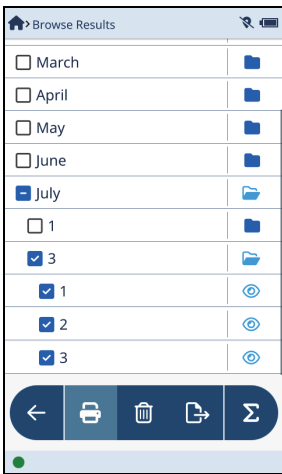 > Browse Results
March
April
May
June
July
1
3
1
2
3
Σ